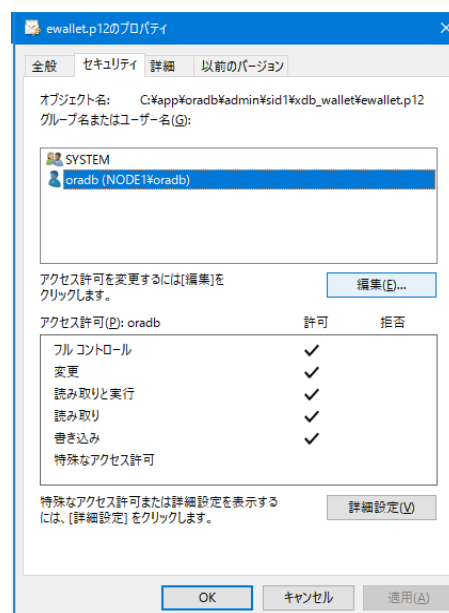 ewallet.p12のプロパティ
全般 セキュリティ 詳細 以前のバージョン
オブジェクト名: C:¥app¥oradb¥admin¥sid1¥xdb_wallet¥ewallet.p12
グループ名またはユーザー名(G):
SYSTEM
oradb (NODE1¥oradb)
アクセス許可を変更するには[編集]を
クリックします。
編集(E)...
アクセス許可(P): oradb 許可 拒否
フル コントロール
変更
読み取りと実行
読み取り
書き込み
特殊なアクセス許可
特殊なアクセス許可または詳細設定を表示する
には、[詳細設定] をクリックします。
詳細設定(V)
OK キャンセル 適用(A)